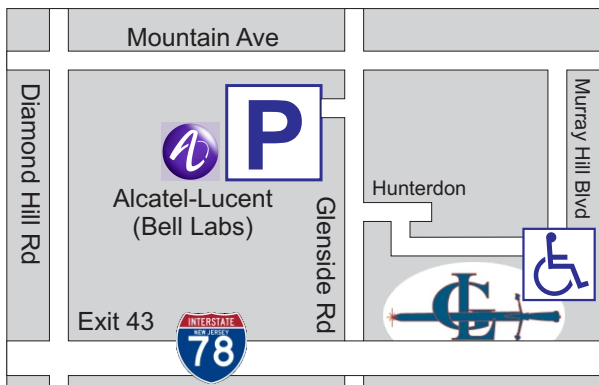 Mountain Ave
Diamond Hill Rd
Murray Hill Blvd
P
Alcatel-Lucent
(Bell Labs)
Glenside Rd
Hunterdon
Exit 43
INTERSTATE
NEW JERSEY
78
CL